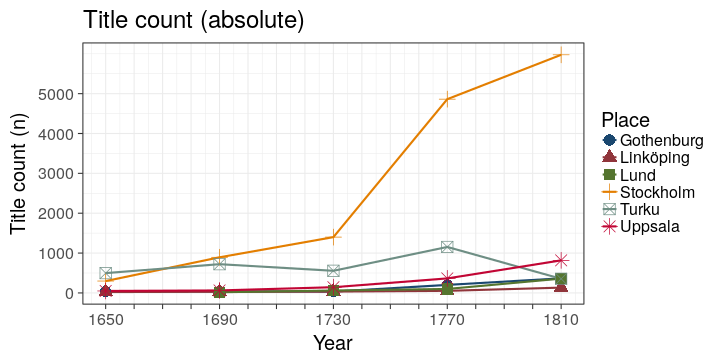 Title count (absolute)
Title count (n)
5000
4000
3000
2000
1000
0
1650
1690
1730
1770
1810
Year
Place
Gothenburg
Linköping
Lund
Stockholm
Turku
Uppsala